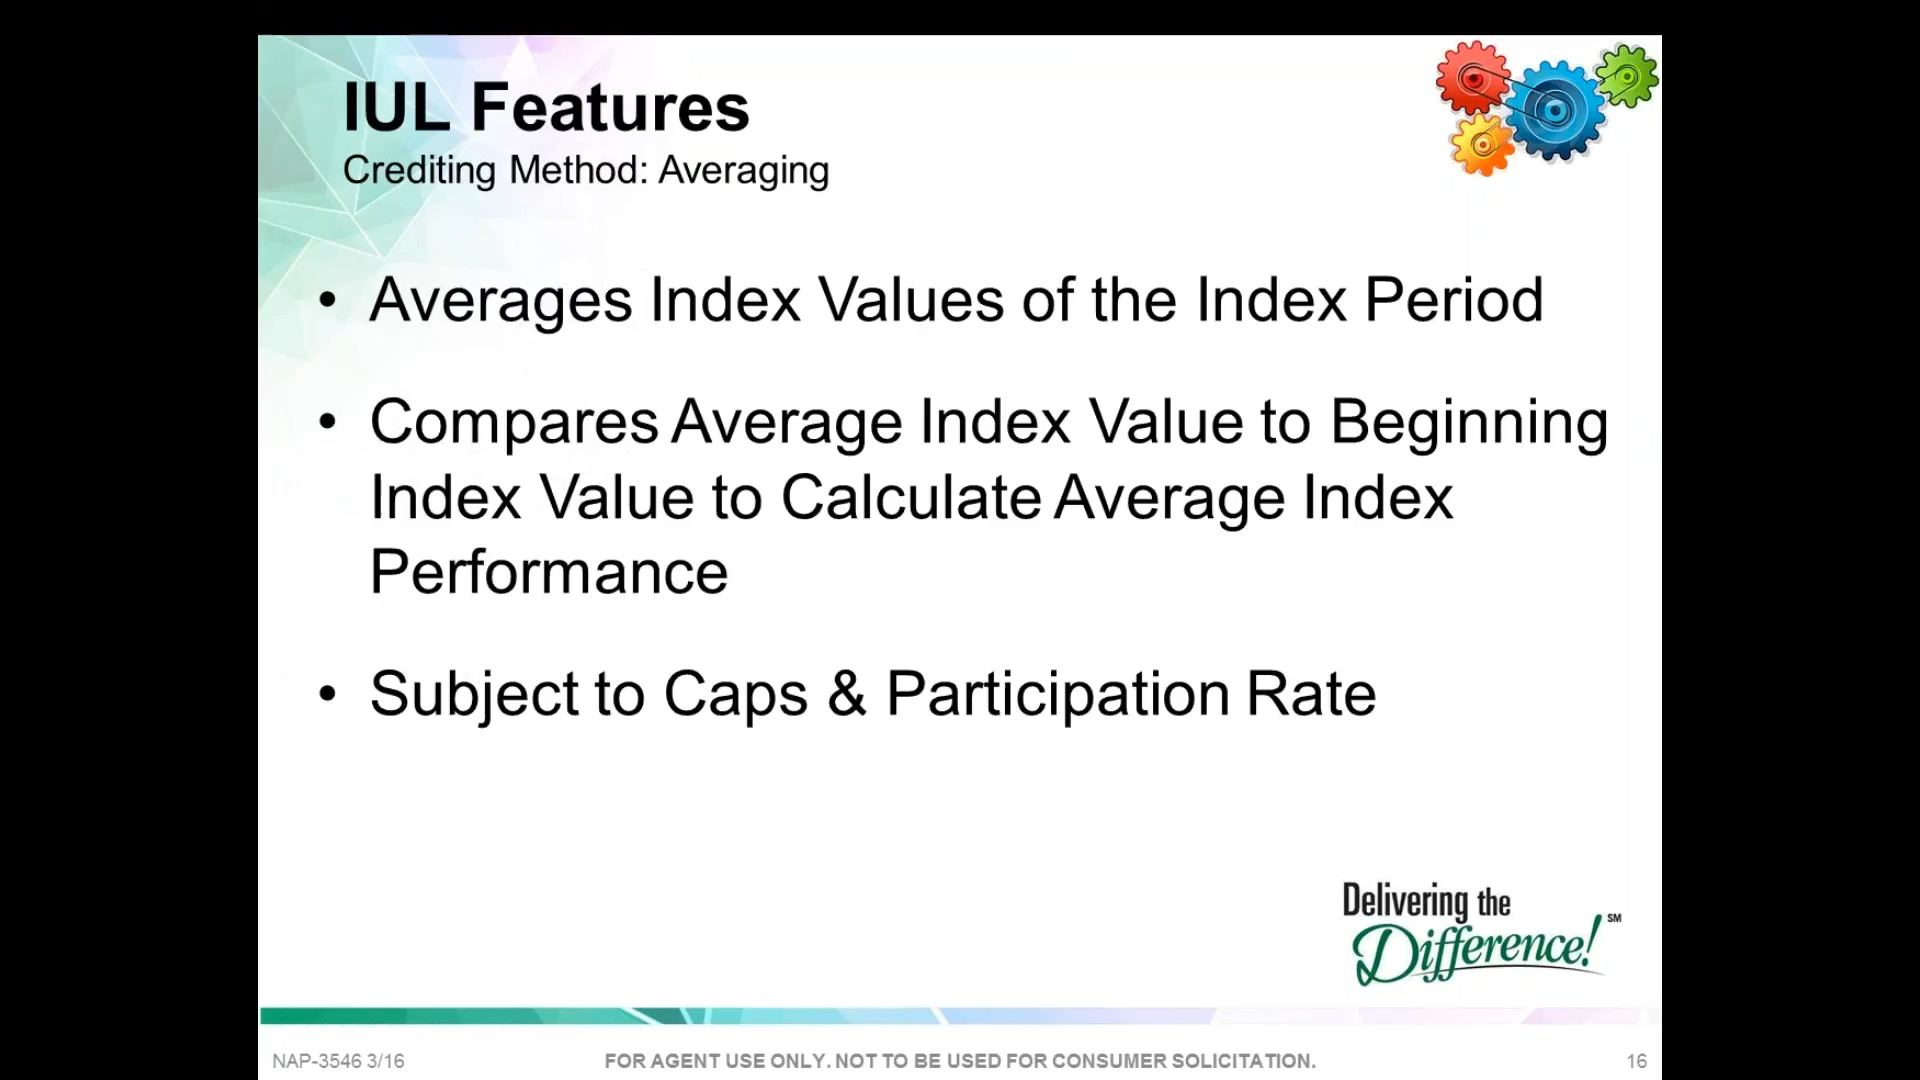 IUL Features
Crediting Method: Averaging
• Averages Index Values of the Index Period
• Compares Average Index Value to Beginning
Index Value to Calculate Average Index
Performance
• Subject to Caps & Participation Rate
Delivering the
Difference! SM
NAP-3546 3/16
FOR AGENT USE ONLY. NOT TO BE USED FOR CONSUMER SOLICITATION.
16